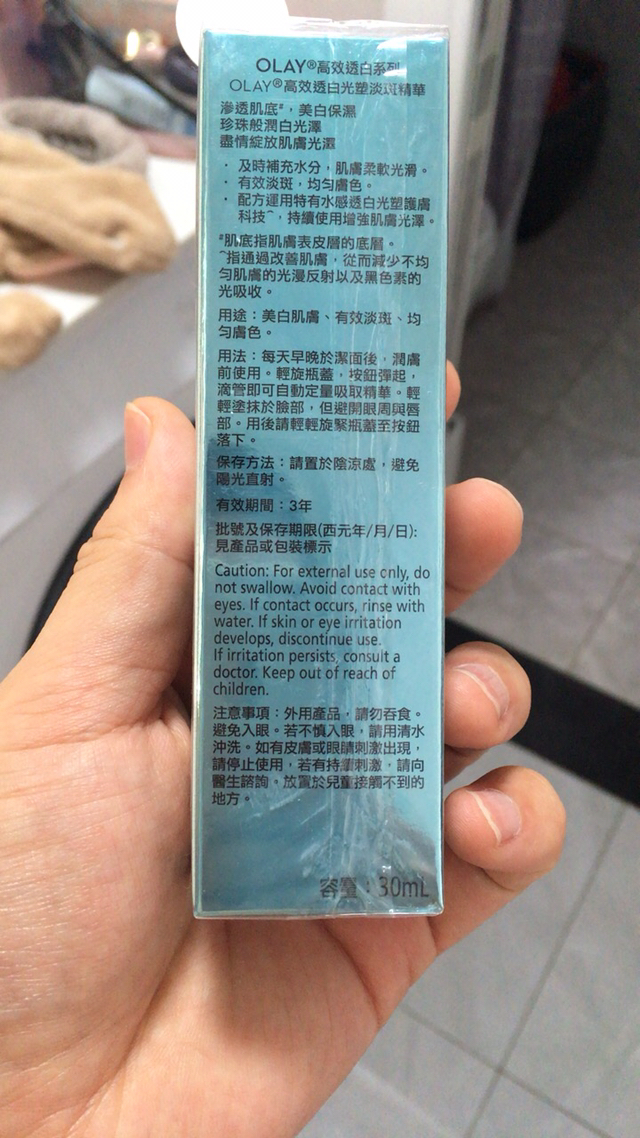 OLAY®高效透白系列
OLAY®高效透白光塑淡斑精華
滲透肌底⁼，美白保濕
珍珠般潤白光澤
盡情綻放肌膚光澀
· 及時補充水分，肌膚柔軟光滑。
· 有效淡斑，均勻膚色。
· 配方運用特有水感透白光塑護膚
科技^，持續使用增強肌膚光澤。
⁼肌底指肌膚表皮層的底層。
^指通過改善肌膚，從而減少不均
勻肌膚的光漫反射以及黑色素的
光吸收。
用途：美白肌膚、有效淡斑、均
勻膚色。
用法：每天早晚於潔面後，潤膚
前使用。輕旋瓶蓋，按鈕彈起，
滴管即可自動定量吸取精華。輕
輕塗抹於臉部，但避開眼周與唇
部。用後請輕輕旋緊瓶蓋至按鈕
落下。
保存方法：請置於陰涼處，避免
陽光直射。
有效期間：3年
批號及保存期限(西元年/月/日):
見產品或包裝標示
Caution: For external use only, do
not swallow. Avoid contact with
eyes. If contact occurs, rinse with
water. If skin or eye irritation
develops, discontinue use.
If irritation persists, consult a
doctor. Keep out of reach of
children.
注意事項：外用產品，請勿吞食。
避免入眼。若不慎入眼，請用清水
沖洗。如有皮膚或眼睛刺激出現，
請停止使用，若有持續刺激，請向
醫生諮詢。放置於兒童接觸不到的
地方。
容量：30mL